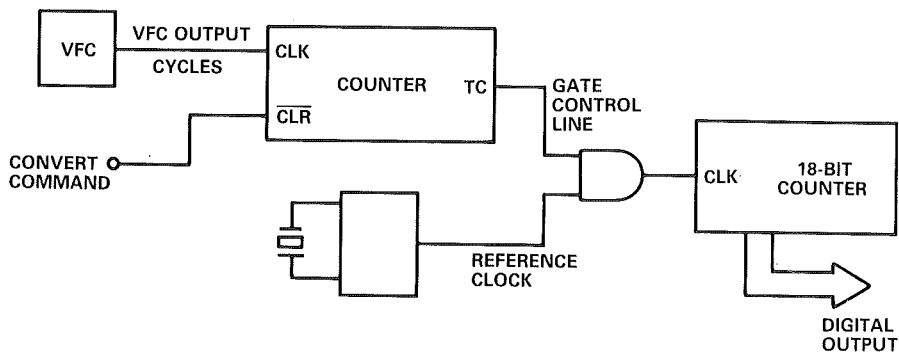 VFC
VFC OUTPUT
CYCLES
CLK
COUNTER
TC
CLR
GATE
CONTROL
LINE
CONVERT
COMMAND
CLK
18-BIT
COUNTER
REFERENCE
CLOCK
DIGITAL
OUTPUT